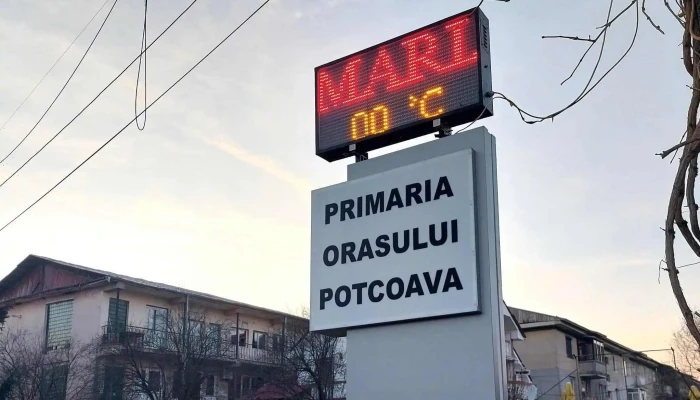 MARI
00 °C
PRIMARIA
ORASULUI
POTCOAVA